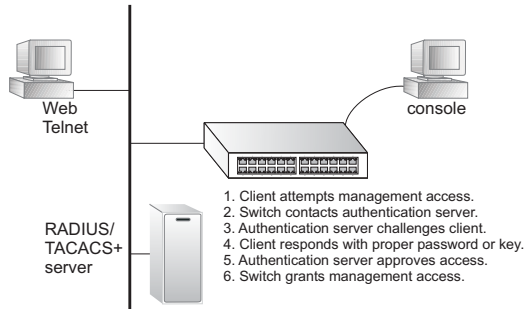 Web
Telnet
console
RADIUS/
TACACS+
server
1. Client attempts management access.
2. Switch contacts authentication server.
3. Authentication server challenges client.
4. Client responds with proper password or key.
5. Authentication server approves access.
6. Switch grants management access.